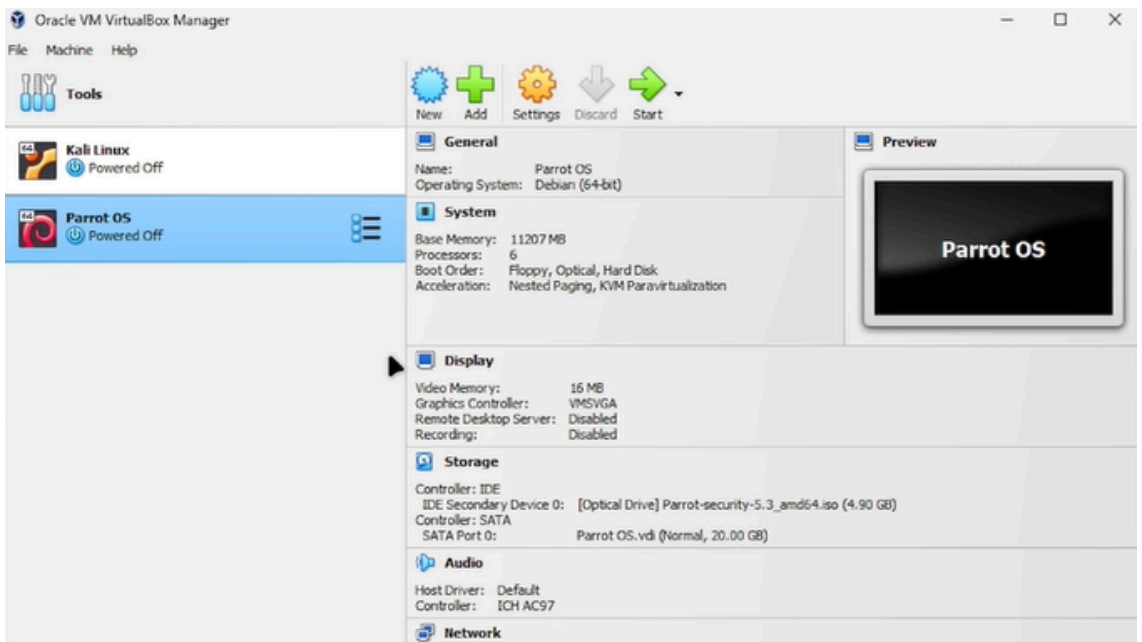 Oracle VM VirtualBox Manager
File Machine Help
Tools
New Add Settings Discard Start
64 Kali Linux
Powered Off
64 Parrot OS
Powered Off
General
Name: Parrot OS
Operating System: Debian (64-bit)
System
Base Memory: 11207 MB
Processors: 6
Boot Order: Floppy, Optical, Hard Disk
Acceleration: Nested Paging, KVM Paravirtualization
Preview
Parrot OS
Display
Video Memory: 16 MB
Graphics Controller: VMSVGA
Remote Desktop Server: Disabled
Recording: Disabled
Storage
Controller: IDE
IDE Secondary Device 0: [Optical Drive] Parrot-security-5.3_amd64.iso (4.90 GB)
Controller: SATA
SATA Port 0: Parrot OS.vdi (Normal, 20.00 GB)
Audio
Host Driver: Default
Controller: ICH AC97
Network